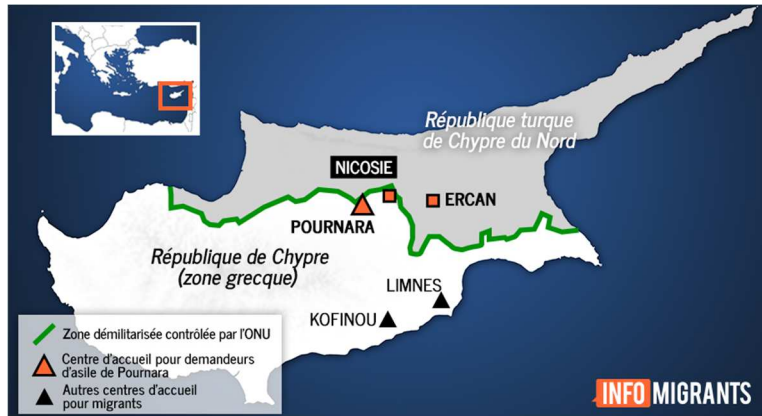 République turque
de Chypre du Nord
NICOSIE
ERCAN
POURNARA
République de Chypre
(zone grecque)
LIMNES
KOFINOU
Zone démilitarisée contrôlée par l'ONU
Centre d'accueil pour demandeurs
d'asile de Pournara
Autres centres d'accueil
pour migrants
INFO MIGRANTS